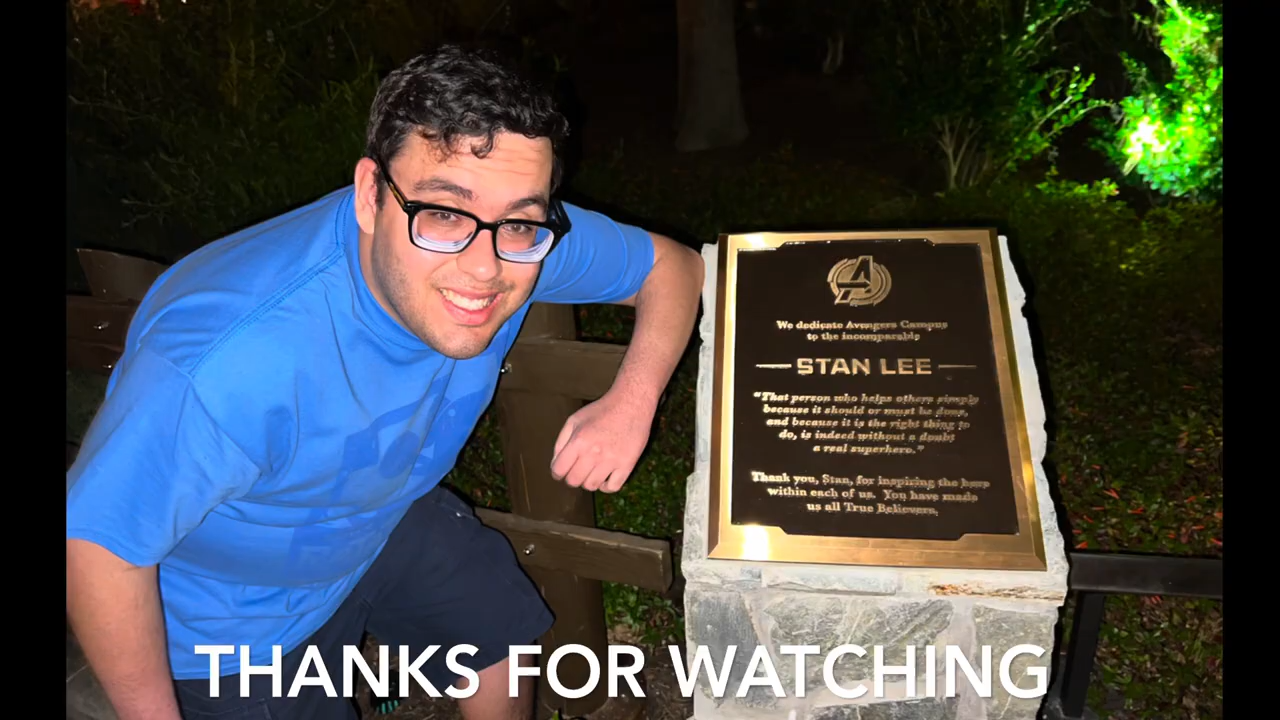 We dedicate Avengers Campus
to the incomparable
STAN LEE
"That person who helps others simply
because it should or must be done,
and because it is the right thing to
do, is indeed without a doubt
a real superhero."
Thank you, Stan, for inspiring the hero
within each of us. You have made
us all True Believers.
THANKS FOR WATCHING